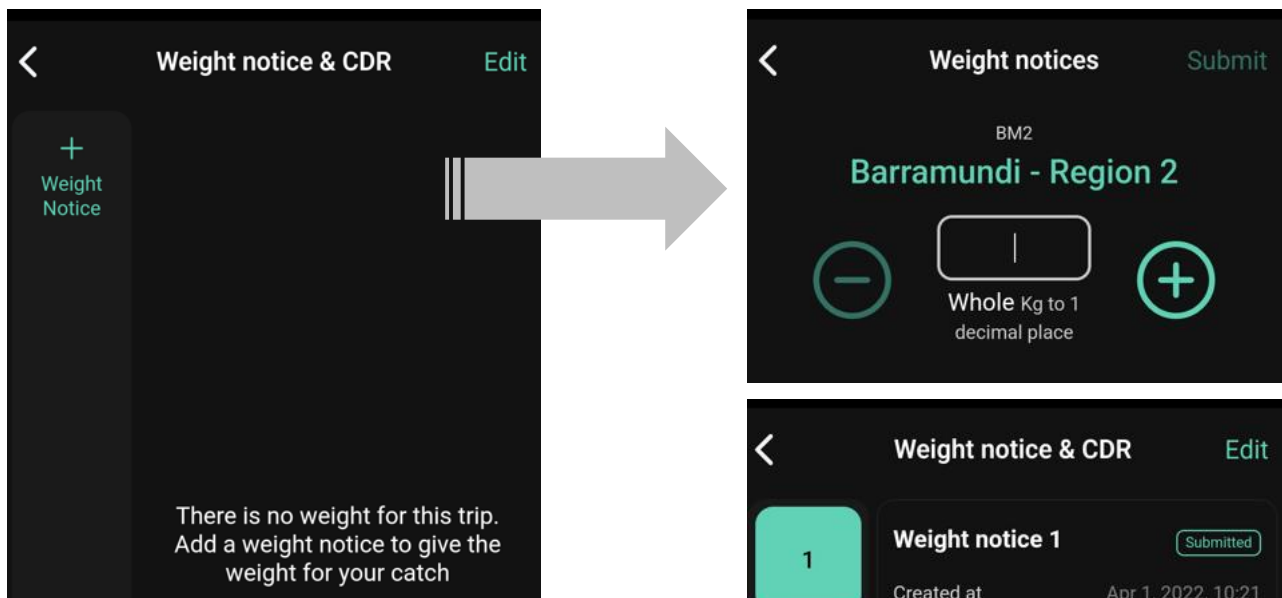 Weight notice & CDR
Edit
+
Weight
Notice
There is no weight for this trip.
Add a weight notice to give the
weight for your catch
Weight notices
Submit
BM2
Barramundi - Region 2
Whole Kg to 1
decimal place
Weight notice & CDR
Edit
1
Weight notice 1
Submitted
Created at
Apr 1, 2022, 10:21